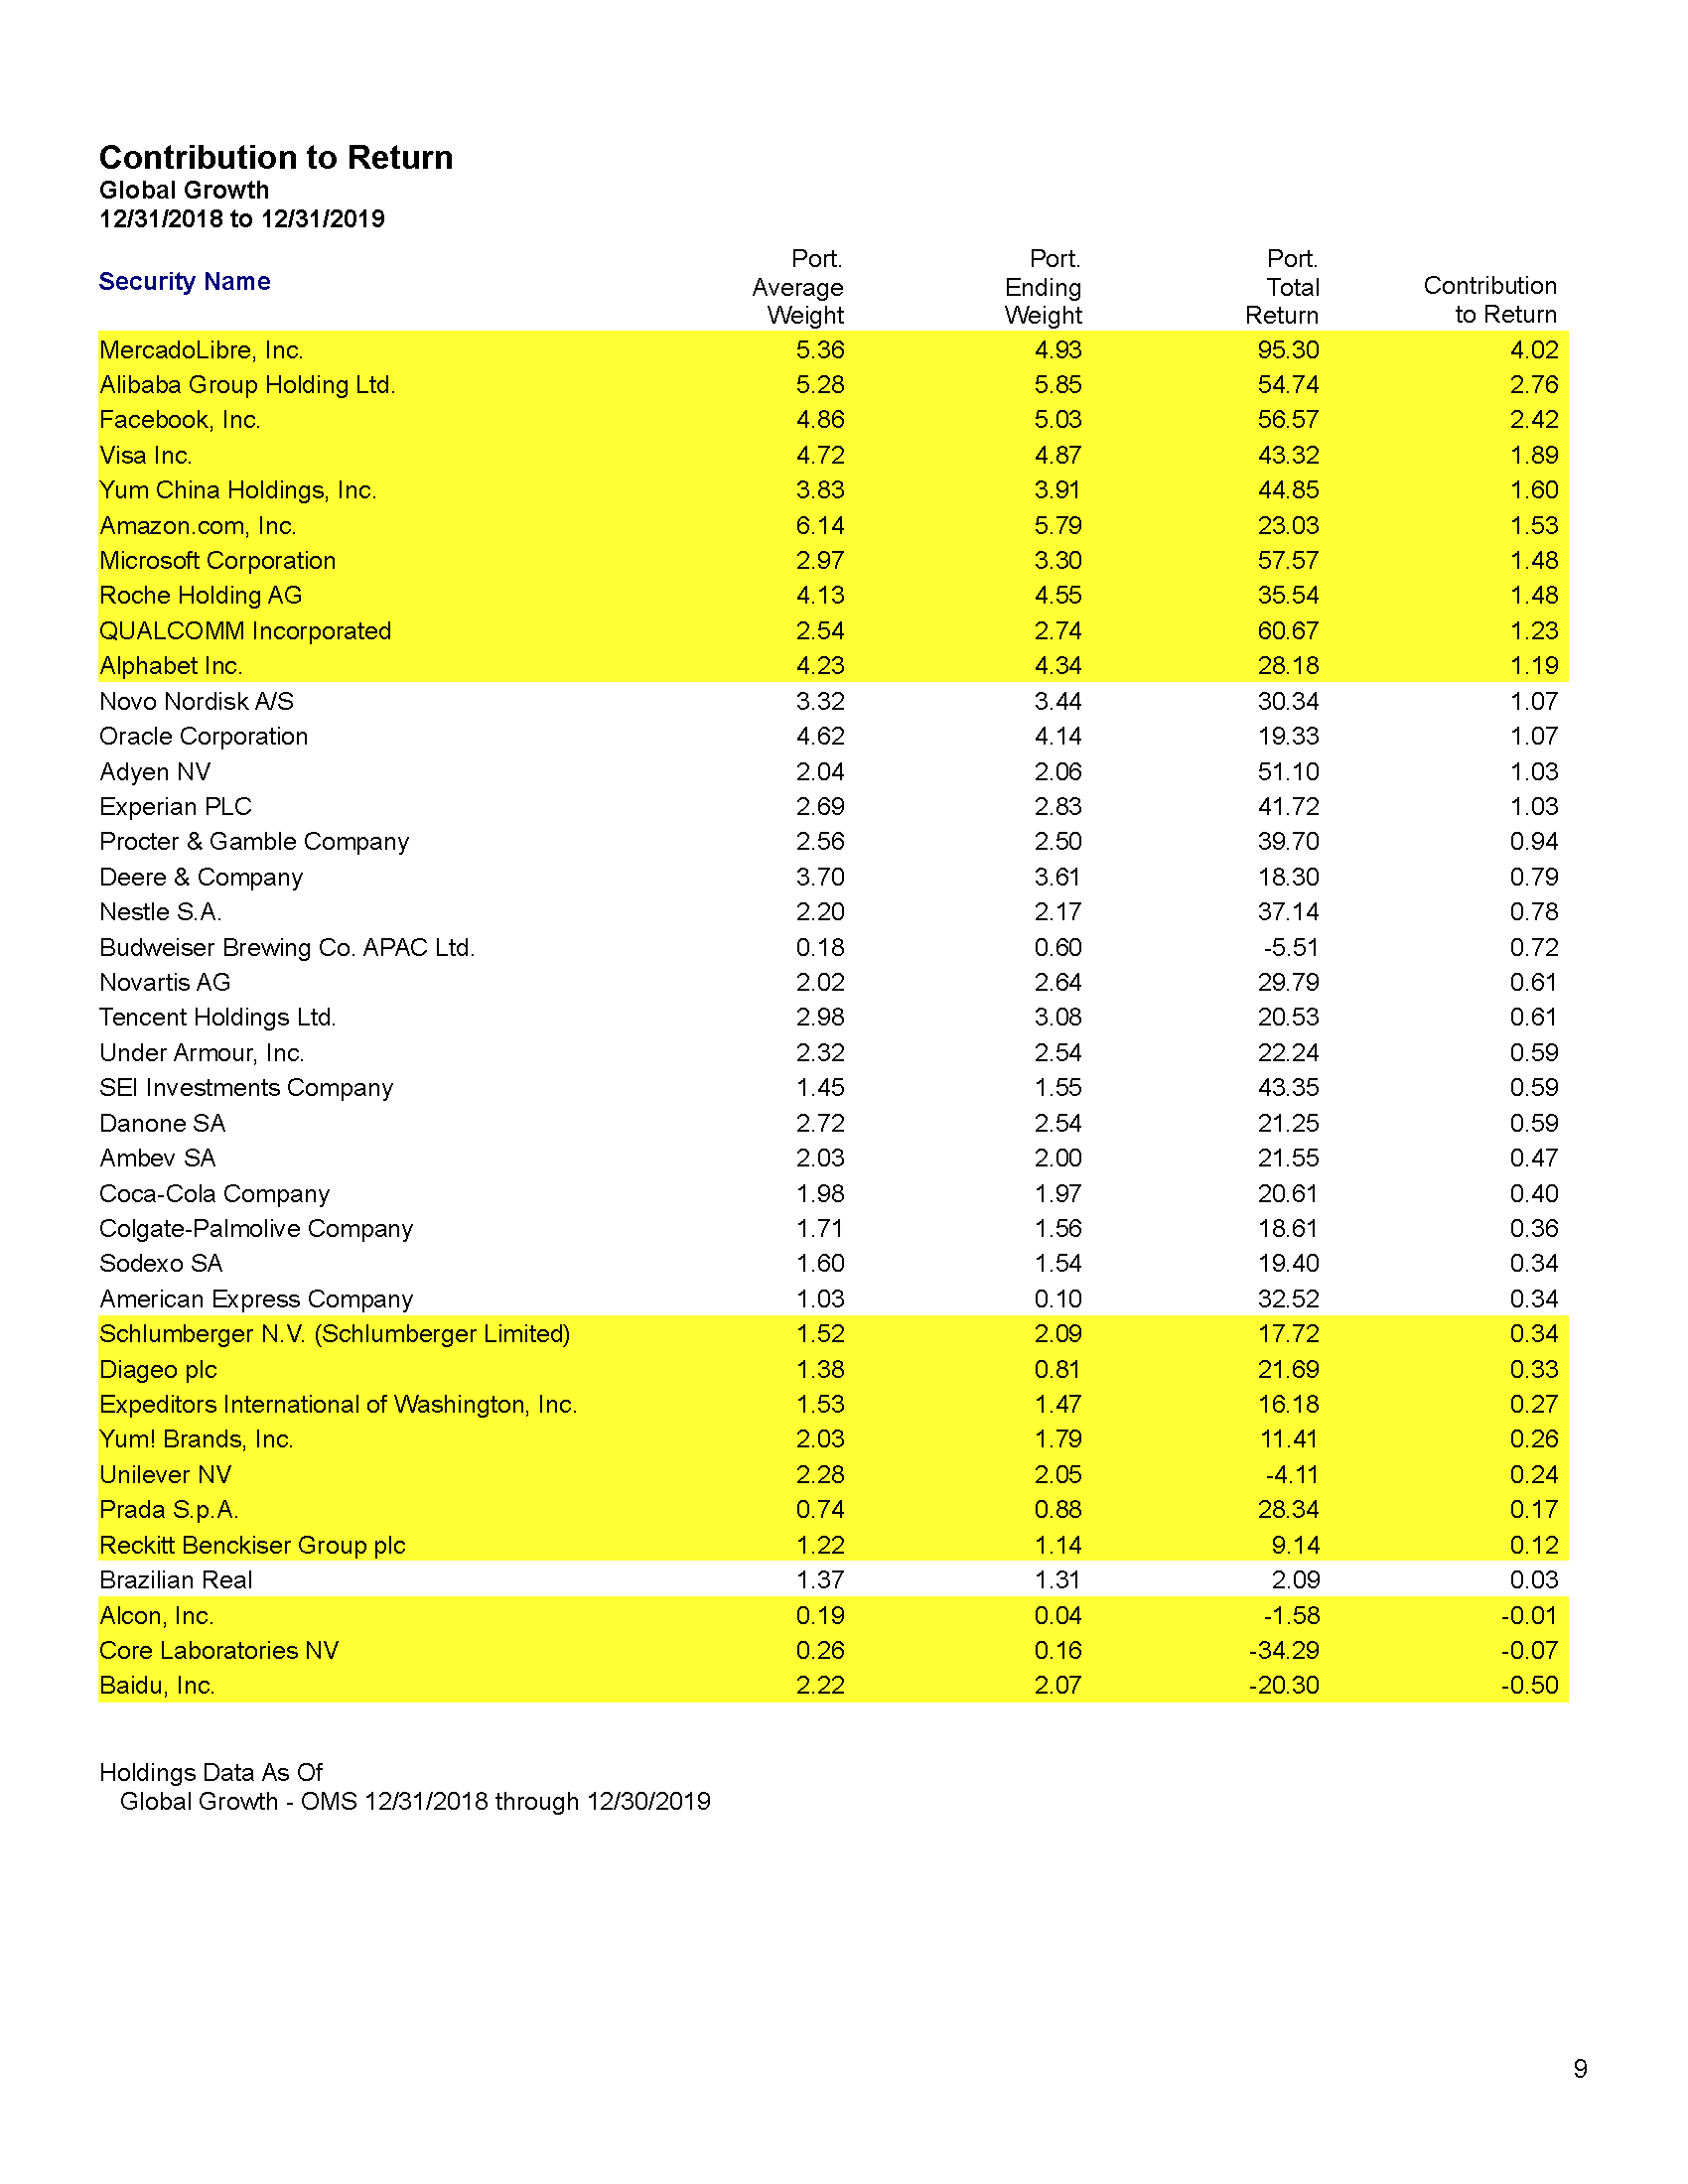 Contribution to Return
Global Growth
12/31/2018 to 12/31/2019
Security Name Port. Average Weight Port. Ending Weight Port. Total Return Contribution to Return
MercadoLibre, Inc. 5.36 4.93 95.30 4.02
Alibaba Group Holding Ltd. 5.28 5.85 54.74 2.76
Facebook, Inc. 4.86 5.03 56.57 2.42
Visa Inc. 4.72 4.87 43.32 1.89
Yum China Holdings, Inc. 3.83 3.91 44.85 1.60
Amazon.com, Inc. 6.14 5.79 23.03 1.53
Microsoft Corporation 2.97 3.30 57.57 1.48
Roche Holding AG 4.13 4.55 35.54 1.48
QUALCOMM Incorporated 2.54 2.74 60.67 1.23
Alphabet Inc. 4.23 4.34 28.18 1.19
Novo Nordisk A/S 3.32 3.44 30.34 1.07
Oracle Corporation 4.62 4.14 19.33 1.07
Adyen NV 2.04 2.06 51.10 1.03
Experian PLC 2.69 2.83 41.72 1.03
Procter & Gamble Company 2.56 2.50 39.70 0.94
Deere & Company 3.70 3.61 18.30 0.79
Nestle S.A. 2.20 2.17 37.14 0.78
Budweiser Brewing Co. APAC Ltd. 0.18 0.60 -5.51 0.72
Novartis AG 2.02 2.64 29.79 0.61
Tencent Holdings Ltd. 2.98 3.08 20.53 0.61
Under Armour, Inc. 2.32 2.54 22.24 0.59
SEI Investments Company 1.45 1.55 43.35 0.59
Danone SA 2.72 2.54 21.25 0.59
Ambev SA 2.03 2.00 21.55 0.47
Coca-Cola Company 1.98 1.97 20.61 0.40
Colgate-Palmolive Company 1.71 1.56 18.61 0.36
Sodexo SA 1.60 1.54 19.40 0.34
American Express Company 1.03 0.10 32.52 0.34
Schlumberger N.V. (Schlumberger Limited) 1.52 2.09 17.72 0.34
Diageo plc 1.38 0.81 21.69 0.33
Expeditors International of Washington, Inc. 1.53 1.47 16.18 0.27
Yum! Brands, Inc. 2.03 1.79 11.41 0.26
Unilever NV 2.28 2.05 -4.11 0.24
Prada S.p.A. 0.74 0.88 28.34 0.17
Reckitt Benckiser Group plc 1.22 1.14 9.14 0.12
Brazilian Real 1.37 1.31 2.09 0.03
Alcon, Inc. 0.19 0.04 -1.58 -0.01
Core Laboratories NV 0.26 0.16 -34.29 -0.07
Baidu, Inc. 2.22 2.07 -20.30 -0.50
Holdings Data As Of
Global Growth - OMS 12/31/2018 through 12/30/2019
9